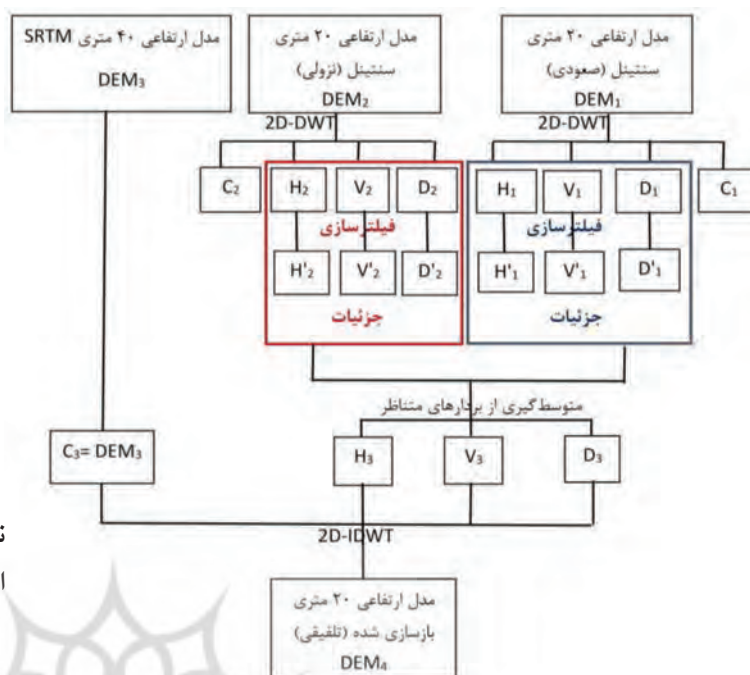 مدل ارتفاعی ۲۰ متری
سنتینل (صعودی)
DEM₁
مدل ارتفاعی ۲۰ متری
سنتینل (نزولی)
DEM₂
مدل ارتفاعی ۴۰ متری SRTM
DEM₃
2D-DWT
2D-DWT
C₁
D₁
V₁
H₁
فیلترسازی
D'₁
V'₁
H'₁
جزئیات
D₂
V₂
H₂
C₂
فیلترسازی
D'₂
V'₂
H'₂
جزئیات
متوسط‌گیری از بردارهای متناظر
D₃
V₃
H₃
C₃= DEM₃
2D-IDWT
مدل ارتفاعی ۲۰ متری
بازسازی شده (تلفیقی)
DEM₄